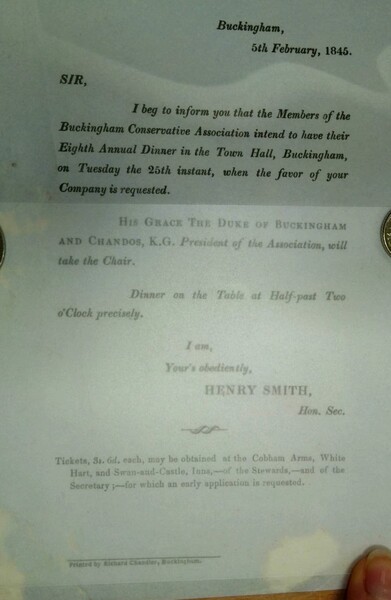 Buckingham,
5th February, 1845.
SIR,
I beg to inform you that the Members of the
Buckingham Conservative Association intend to have their
Eighth Annual Dinner in the Town Hall, Buckingham,
on Tuesday the 25th instant, when the favor of your
Company is requested.
HIS GRACE THE DUKE OF BUCKINGHAM
AND CHANDOS, K.G. President of the Association, will
take the Chair.
Dinner on the Table at Half-past Two
o'Clock precisely.
I am,
Your's obediently,
HENRY SMITH,
Hon. Sec.
Tickets, 3s. 6d. each, may be obtained at the Cobham Arms, White
Hart, and Swan-and-Castle, Inns,—of the Stewards,—and of the
Secretary;—for which an early application is requested.
Printed by Richard Chandler, Buckingham.